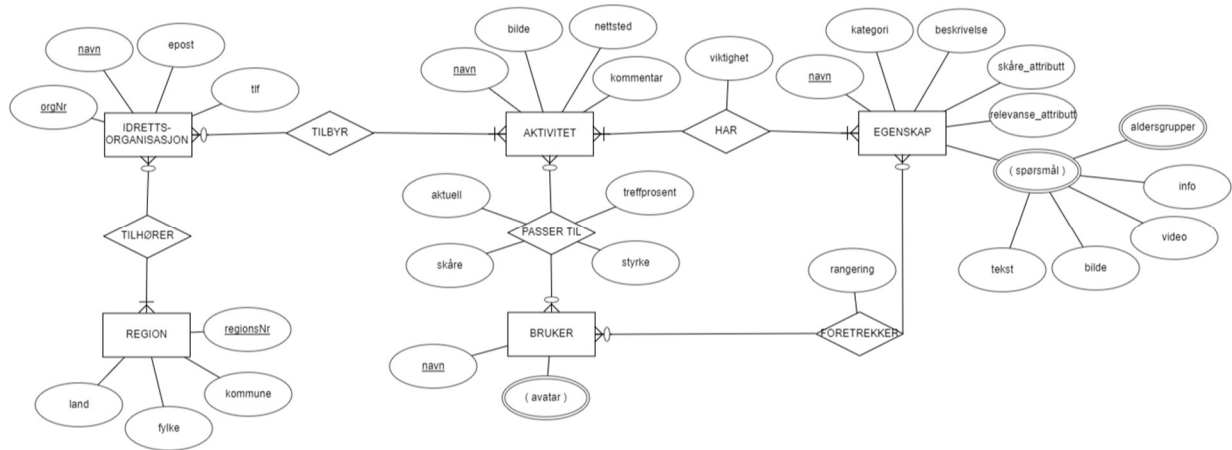 bilde
nettsted
kategori
beskrivelse
navn
epost
viktighet
navn
kommentar
navn
skåre_attributt
orgNr
tlf
relevanse_attributt
aldersgrupper
IDRETTS-
ORGANISASJON
TILBYR
AKTIVITET
HAR
EGENSKAP
( spørsmål )
info
aktuell
treffprosent
TILHØRER
PASSER TIL
video
skåre
styrke
tekst
bilde
rangering
REGION
regionsNr
BRUKER
FORETREKKER
navn
kommune
land
( avatar )
fylke